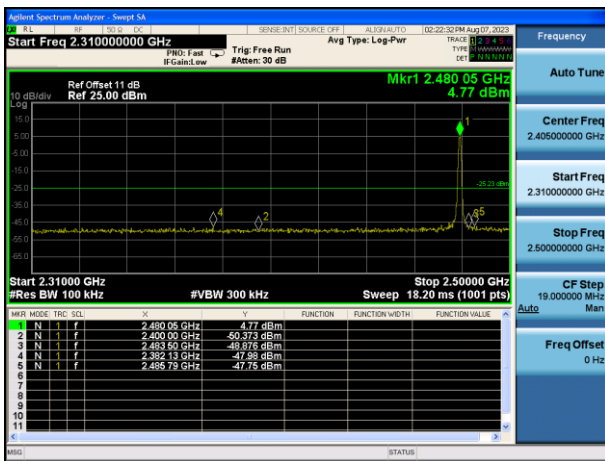 Agilent Spectrum Analyzer - Swept SA
RL RF 50 Ω DC SENSE:INT SOURCE OFF ALIGNAUTO 02:22:32 PM Aug 07, 2023
Start Freq 2.310000000 GHz
PNO: Fast
IFGain:Low
Trig: Free Run
#Atten: 30 dB
Avg Type: Log-Pwr
TRACE 1 2 3 4 5 6
TYPE
DET P N N N N N
Ref Offset 11 dB
10 dB/div Ref 25.00 dBm
Mkr1 2.480 05 GHz
4.77 dBm
Log
15.0
5.00
-5.00
-15.0
-25.0
-35.0
-45.0
-55.0
-65.0
1
-25.23 dBm
4
2
5
Start 2.31000 GHz
Stop 2.50000 GHz
#Res BW 100 kHz
#VBW 300 kHz
Sweep 18.20 ms (1001 pts)
MKR MODE TRC SCL X Y FUNCTION FUNCTION WIDTH FUNCTION VALUE
1 N 1 f 2.480 05 GHz 4.77 dBm
2 N 1 f 2.400 00 GHz -50.373 dBm
3 N 1 f 2.483 50 GHz -48.876 dBm
4 N 1 f 2.382 13 GHz -47.98 dBm
5 N 1 f 2.485 79 GHz -47.75 dBm
6
7
8
9
10
11
MSG
STATUS
Frequency
Auto Tune
Center Freq
2.405000000 GHz
Start Freq
2.310000000 GHz
Stop Freq
2.500000000 GHz
CF Step
19.000000 MHz
Auto Man
Freq Offset
0 Hz